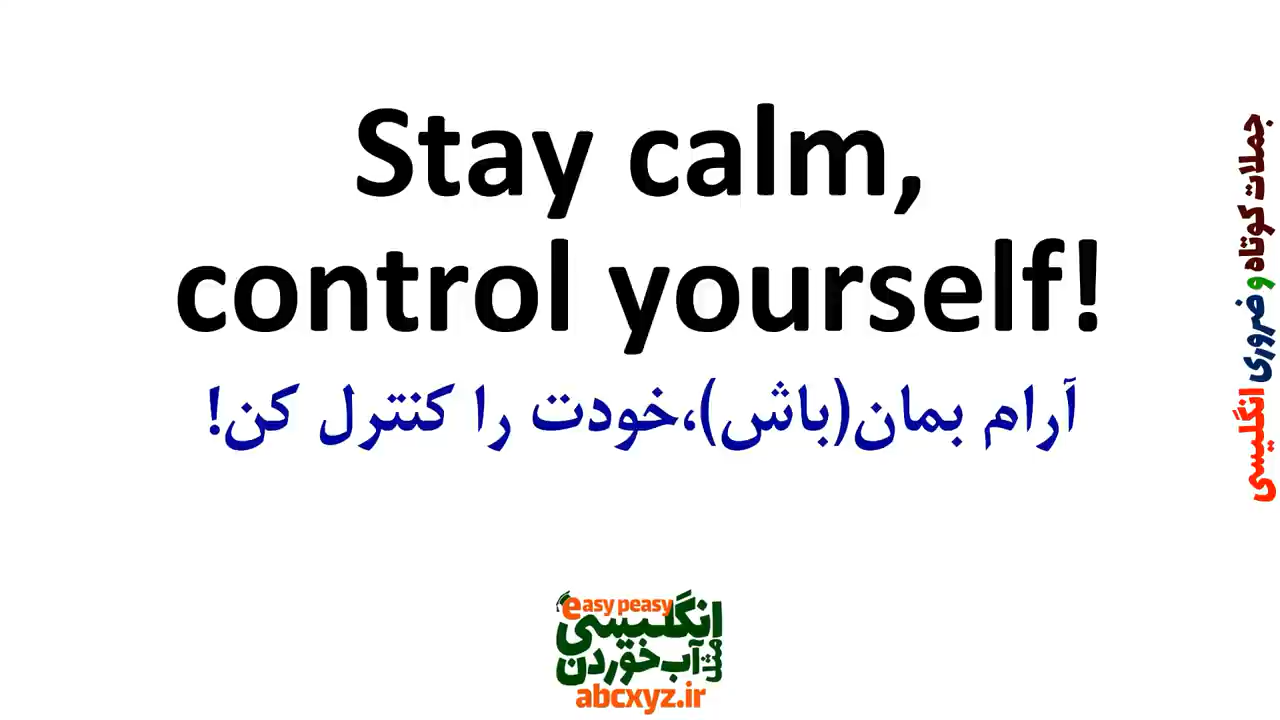 Stay calm,
control yourself!
آرام بمان(باش)،خودت را کنترل کن!
جملات کوتاه و ضروری انگلیسی
easy peasy
انگلیسی
مثل آب خوردن
abcxyz.ir